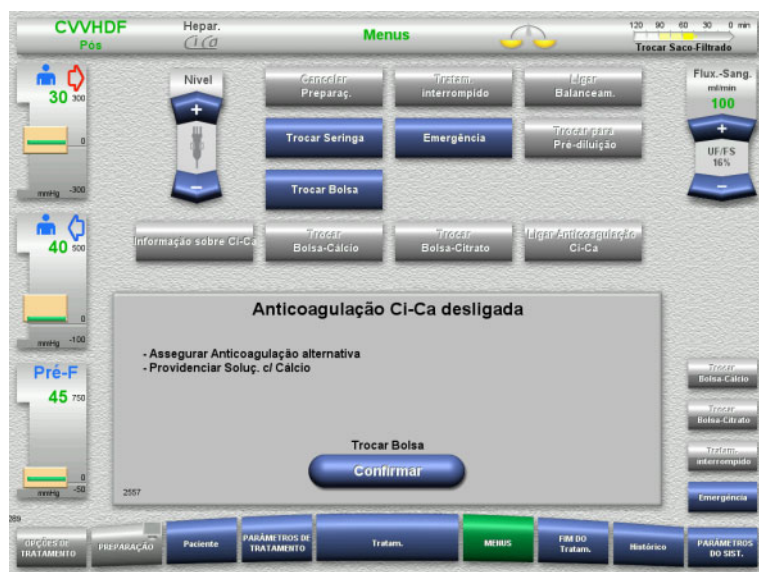 CVVHDF
Pós
Hepar.
Ci Ca
Menus
120 90 60 30 0 min
Trocar Saco-Filtrado
30
300
0
mmHg -300
Nível
+
−
Cancelar
Preparaç.
Tratam.
interrompido
Ligar
Balanceam.
Trocar Seringa
Emergência
Trocar para
Pré-diluição
Trocar Bolsa
Flux.-Sang.
ml/min
100
+
UF/FS
16%
−
40
500
0
mmHg -100
Informação sobre Ci-Ca
Trocar
Bolsa-Cálcio
Trocar
Bolsa-Citrato
Ligar Anticoagulação
Ci-Ca
Anticoagulação Ci-Ca desligada
- Assegurar Anticoagulação alternativa
- Providenciar Soluç. c/ Cálcio
Trocar Bolsa
Confirmar
2557
Pré-F
45
750
0
mmHg -50
Trocar
Bolsa-Cálcio
Trocar
Bolsa-Citrato
Tratam.
interrompido
Emergência
OPÇÕES DE
TRATAMENTO
PREPARAÇÃO
Paciente
PARÂMETROS DE
TRATAMENTO
Tratam.
MENUS
FIM DO
Tratam.
Histórico
PARÂMETROS
DO SIST.